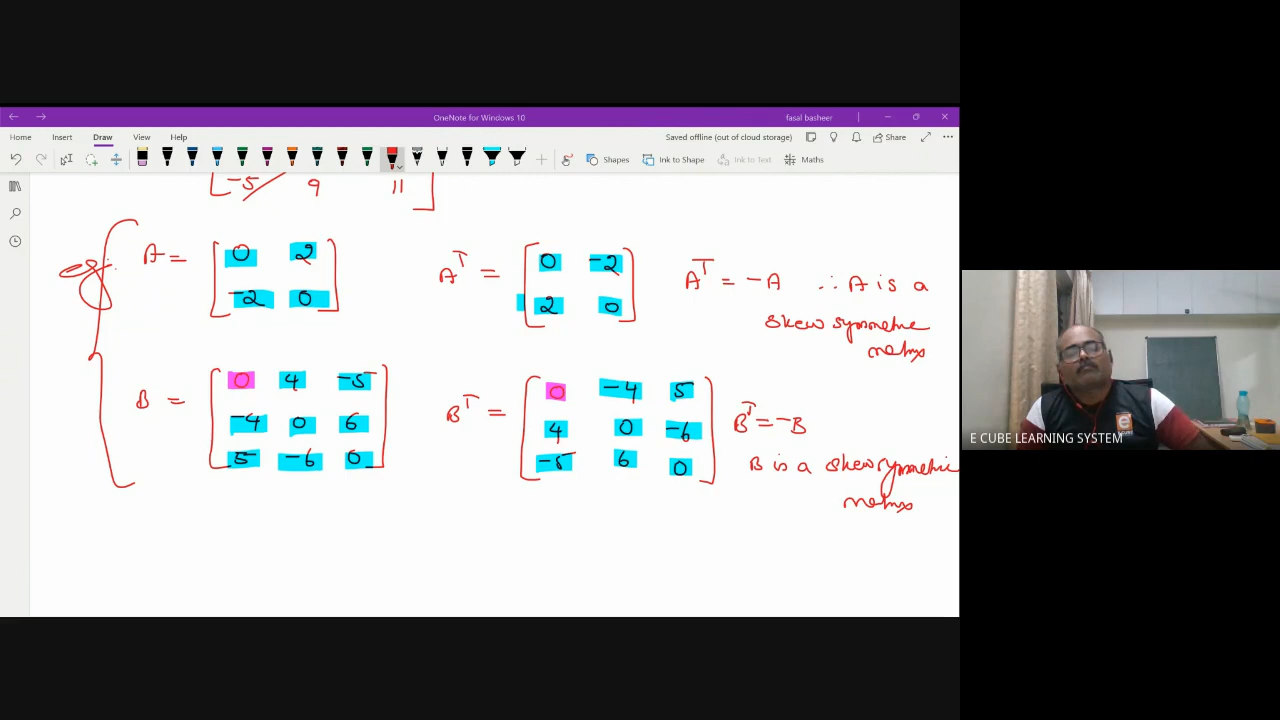 OneNote for Windows 10
fasal basheer
Home Insert Draw View Help
Saved offline (out of cloud storage)
Share
Shapes
Ink to Shape
Ink to Text
Maths
-5 9 11
eg:
A = [0 2
-2 0]
A^T = [0 -2
2 0]
A^T = -A ∴ A is a
skew symmetric
matrix
B = [0 4 -5
-4 0 6
5 -6 0]
B^T = [0 -4 5
4 0 -6
-5 6 0]
B^T = -B
B is a skew symmetric
matrix
E CUBE LEARNING SYSTEM